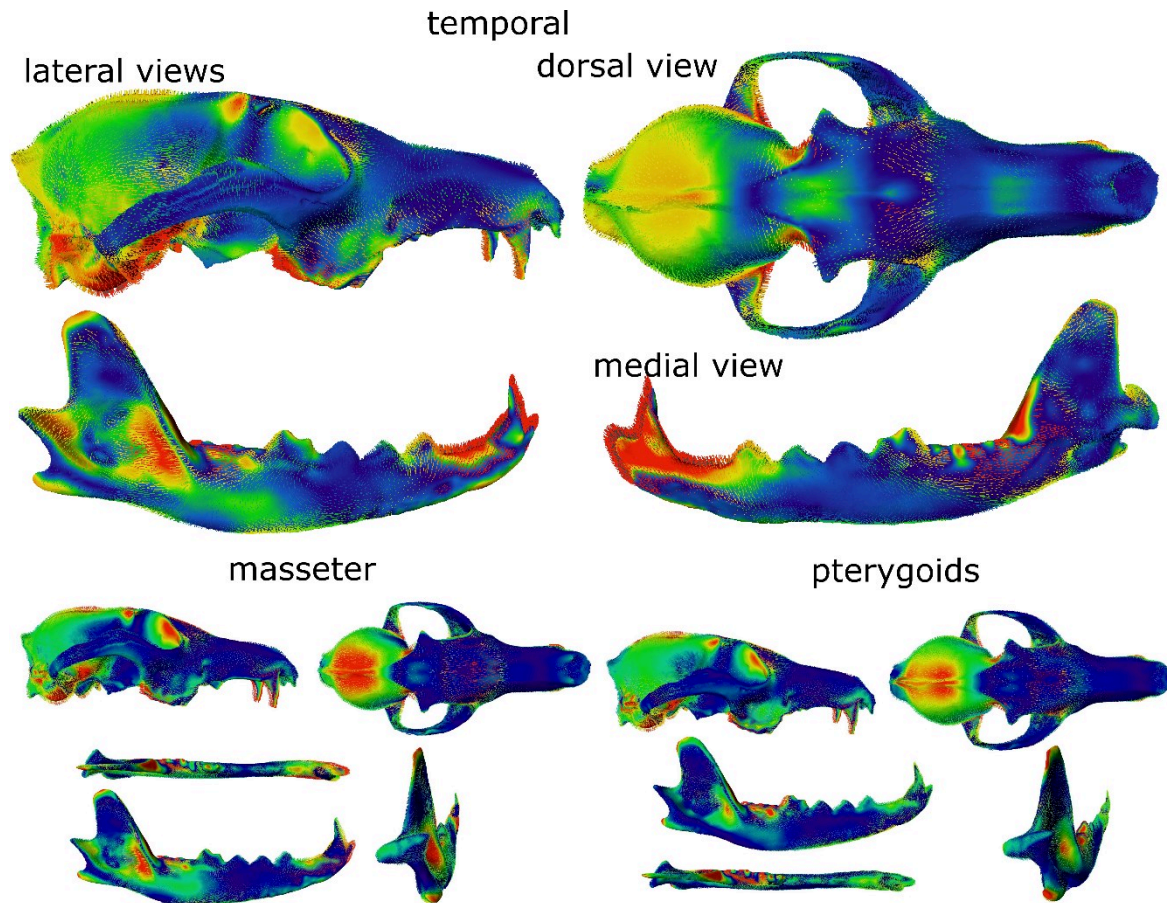 temporal
lateral views
dorsal view
medial view
masseter
pterygoids